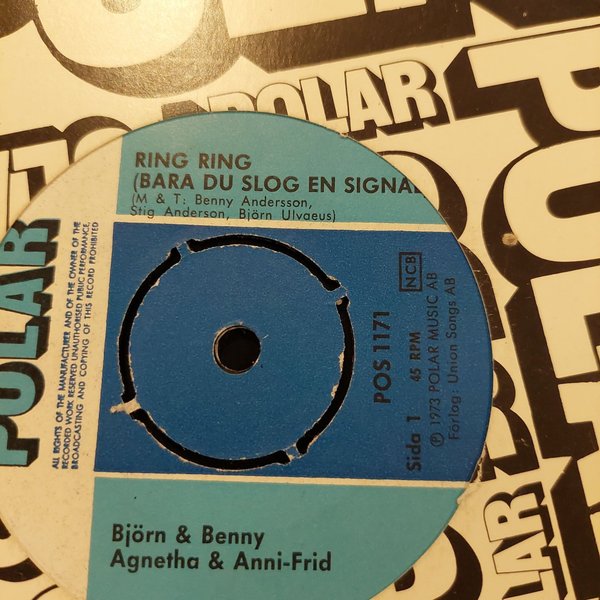 POLAR
RING RING
(BARA DU SLOG EN SIGNAL
(M & T: Benny Andersson,
Stig Anderson, Björn Ulvaeus)
POLAR
ALL RIGHTS OF THE MANUFACTURER AND OF THE OWNER OF THE
RECORDED WORK RESERVED UNAUTHORISED PUBLIC PERFORMANCE,
BROADCASTING AND COPYING OF THIS RECORD PROHIBITED
POS 1171
NCB
Sida 1 45 RPM
℗ 1973 POLAR MUSIC AB
Förlag: Union Songs AB
Björn & Benny
Agnetha & Anni-Frid